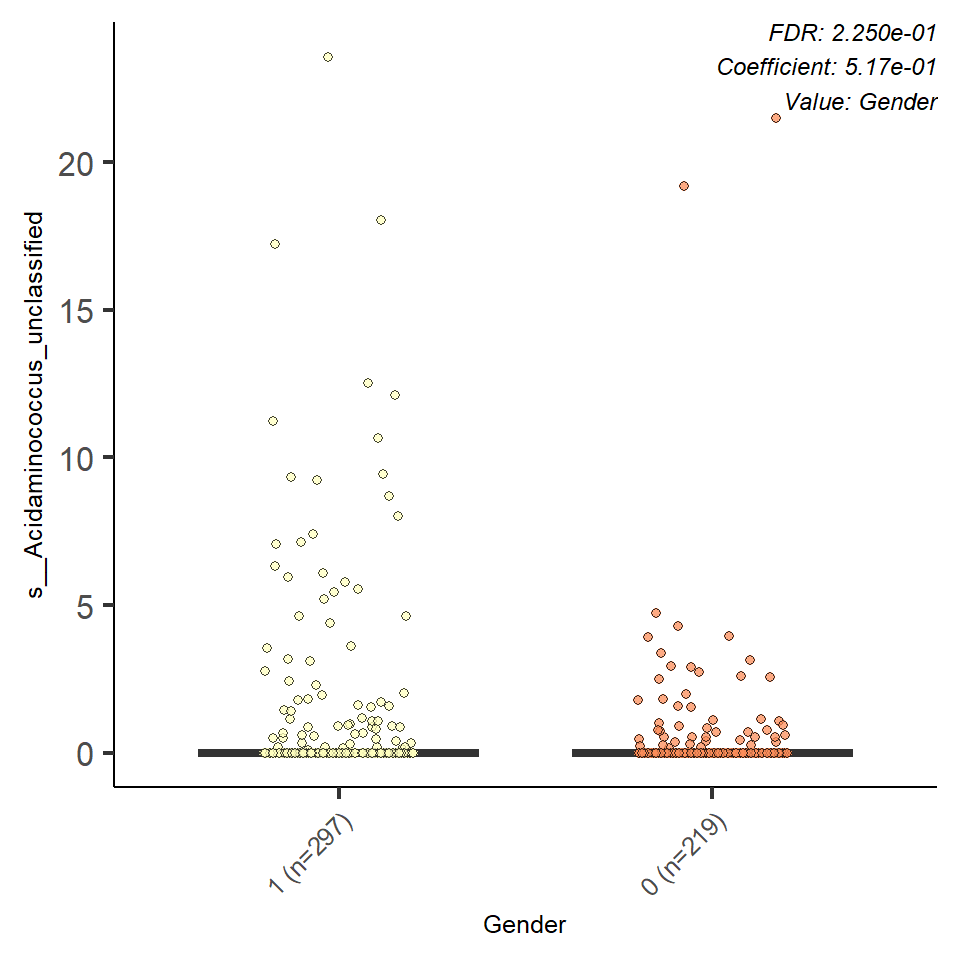 FDR: 2.250e-01
Coefficient: 5.17e-01
Value: Gender
s__Acidaminococcus_unclassified
20
15
10
5
0
1 (n=297)
0 (n=219)
Gender